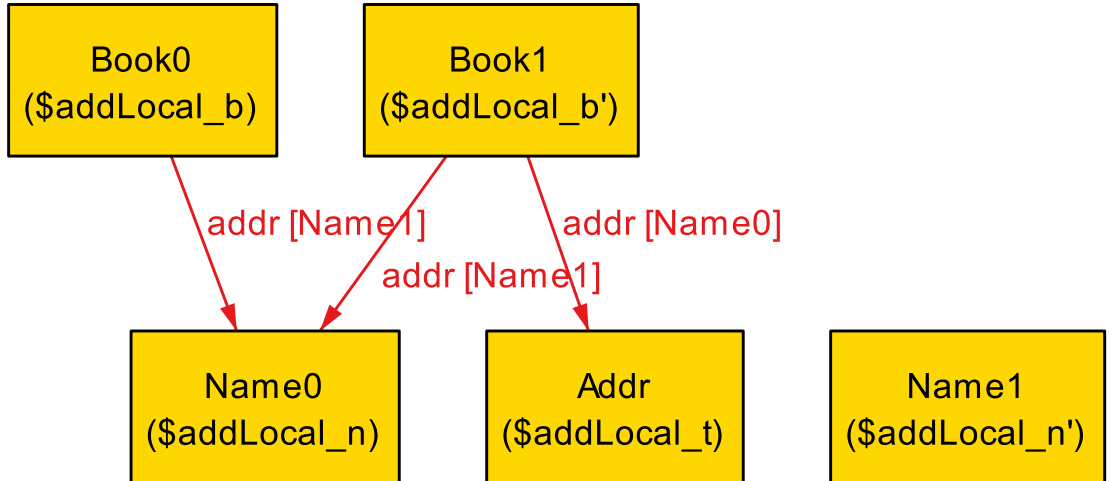 Book0
($addLocal_b)
Book1
($addLocal_b')
addr [Name1]
addr [Name0]
addr [Name1]
Name0
($addLocal_n)
Addr
($addLocal_t)
Name1
($addLocal_n')